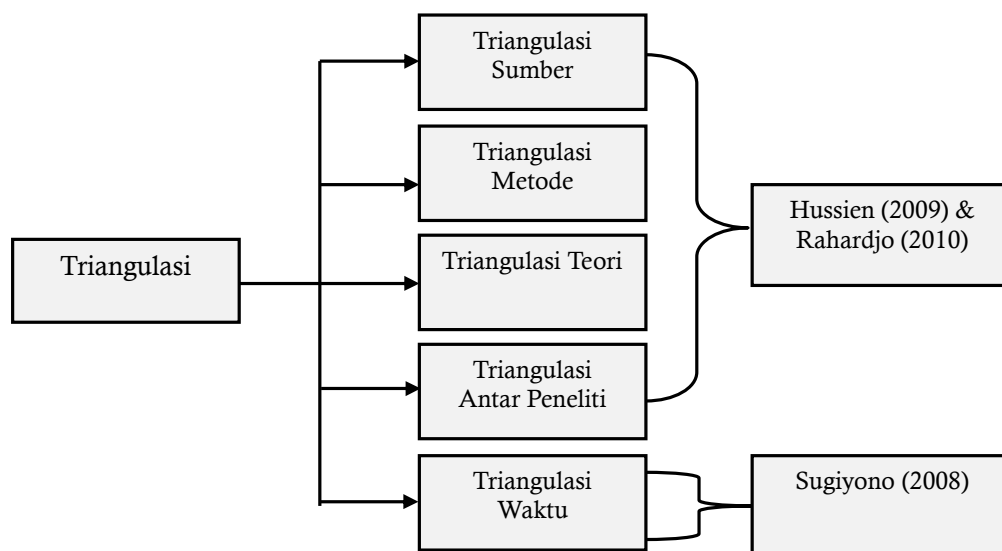 Triangulasi
Sumber
Triangulasi
Metode
Hussien (2009) &
Rahardjo (2010)
Triangulasi
Triangulasi Teori
Triangulasi
Antar Peneliti
Triangulasi
Waktu
Sugiyono (2008)